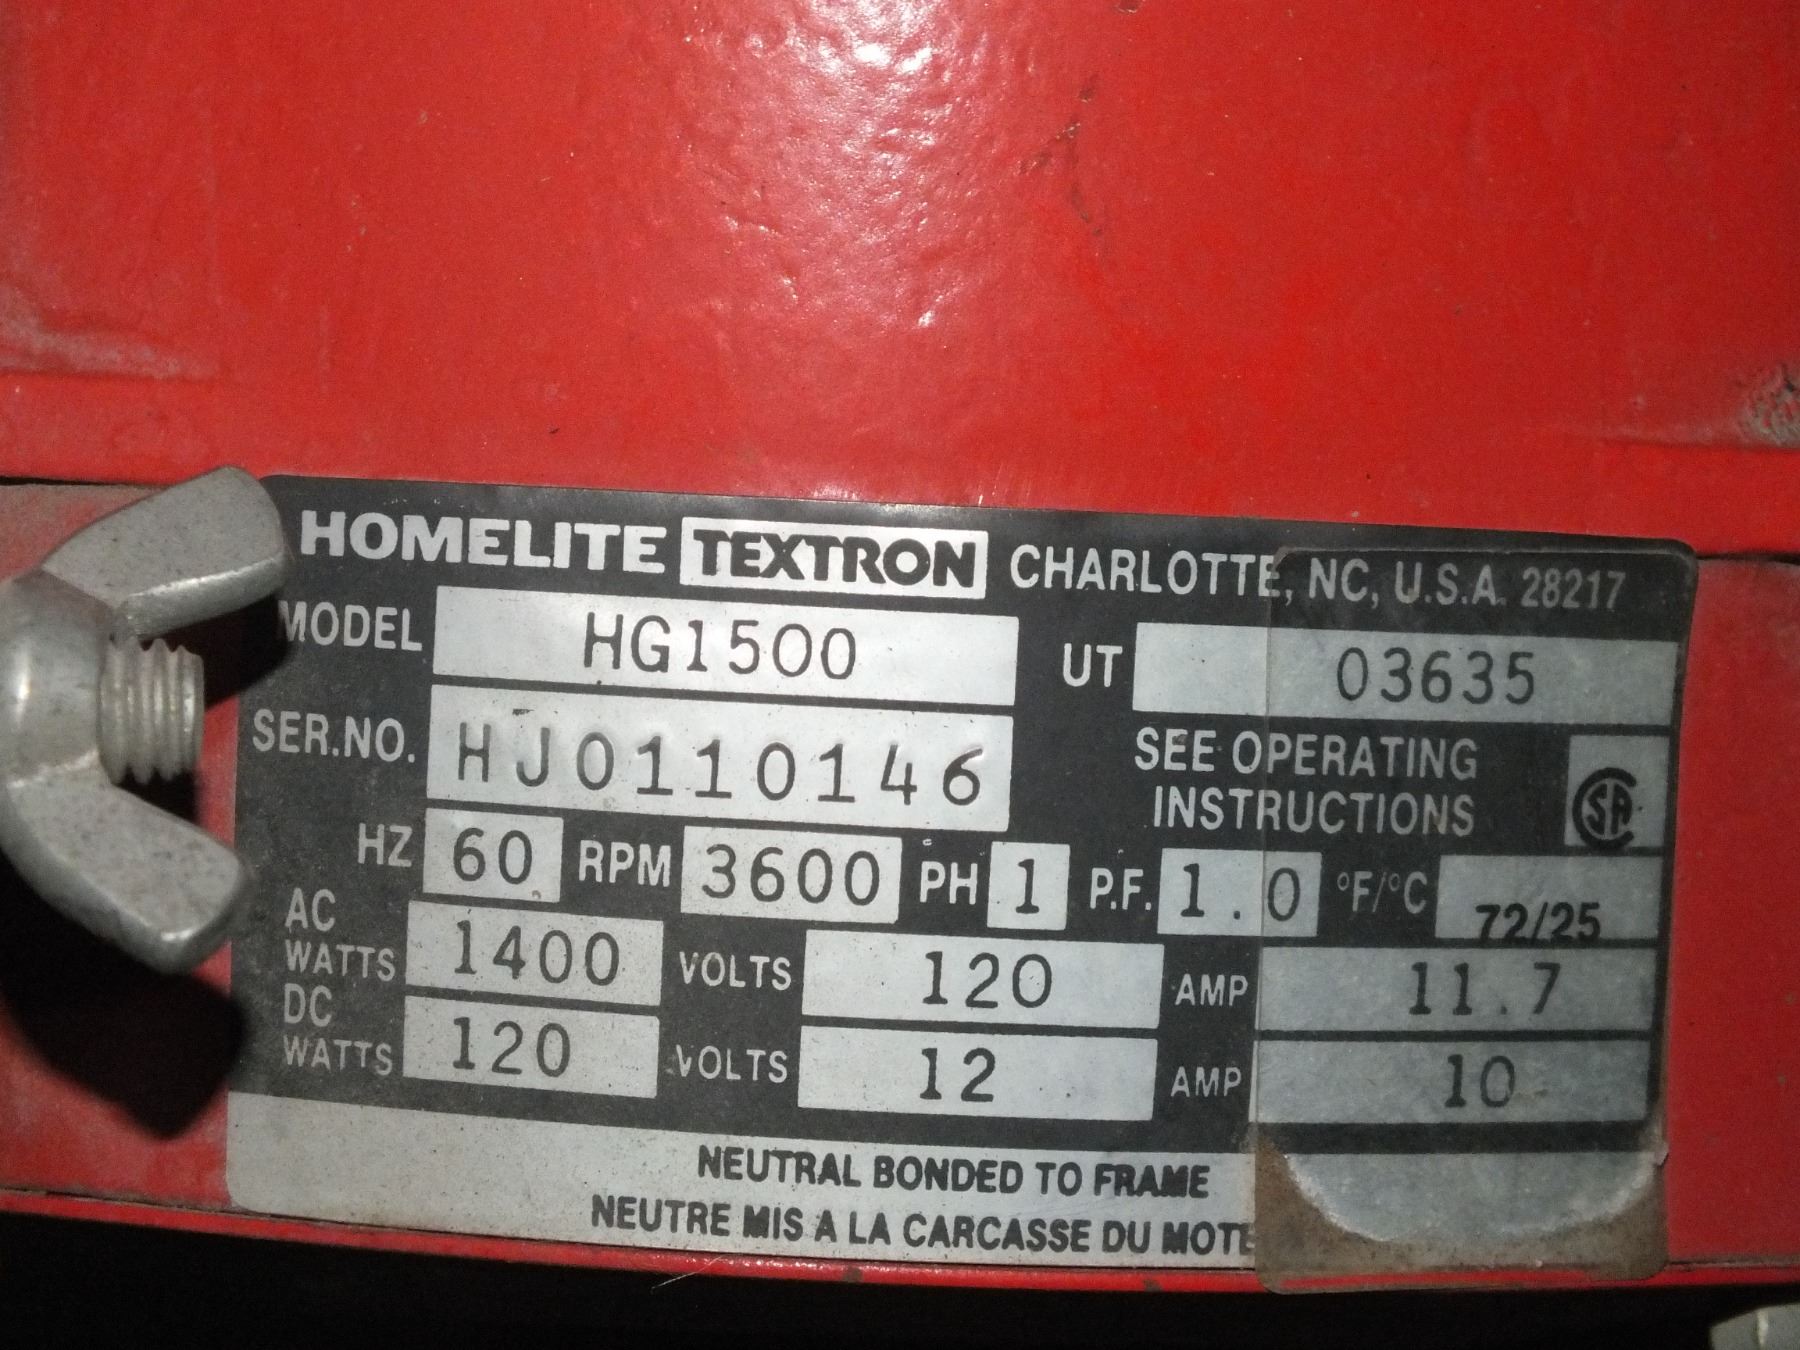 HOMELITE TEXTRON CHARLOTTE, NC, U.S.A. 28217
MODEL HG1500 UT 03635
SER.NO. HJ0110146
SEE OPERATING
INSTRUCTIONS
CSA
HZ 60 RPM 3600 PH 1 P.F. 1.0 °F/°C 72/25
AC
WATTS 1400 VOLTS 120 AMP 11.7
DC
WATTS 120 VOLTS 12 AMP 10
NEUTRAL BONDED TO FRAME
NEUTRE MIS A LA CARCASSE DU MOTE